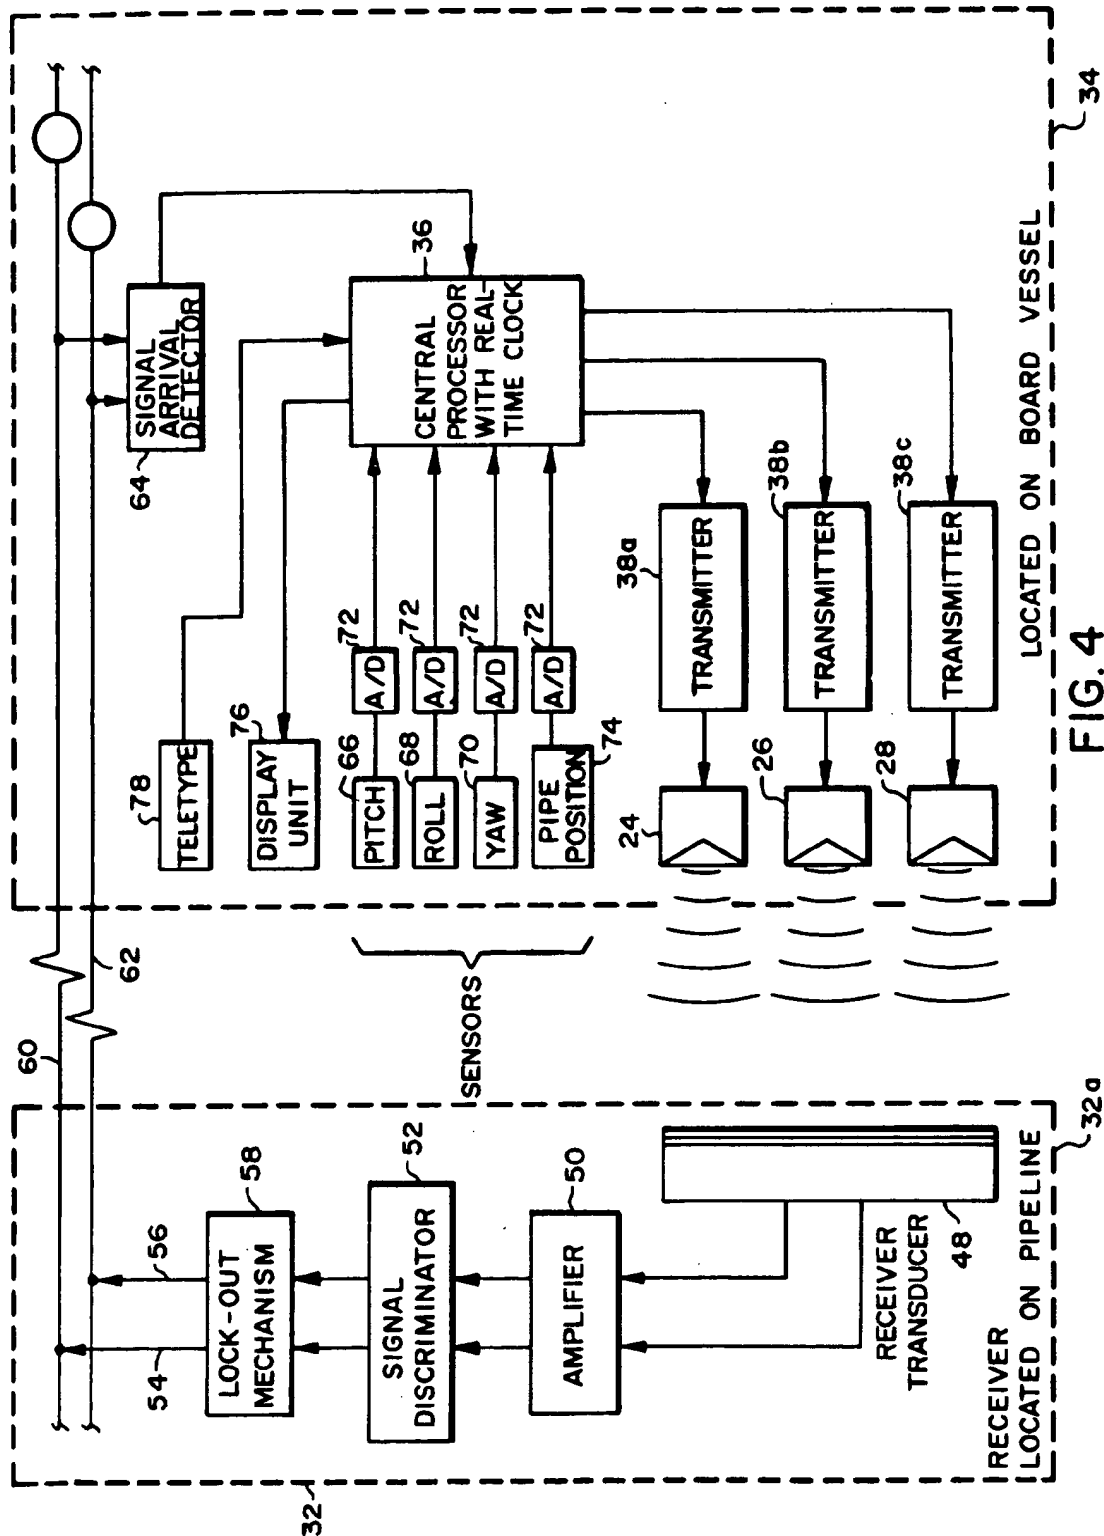 60
62
64
SIGNAL
ARRIVAL
DETECTOR
78
TELETYPE
76
DISPLAY
UNIT
36
CENTRAL
PROCESSOR
WITH REAL-
TIME CLOCK
66
PITCH
72
A/D
68
ROLL
72
A/D
70
YAW
72
A/D
74
PIPE
POSITION
72
A/D
SENSORS
38a
TRANSMITTER
24
38b
TRANSMITTER
26
38c
TRANSMITTER
28
LOCATED ON BOARD VESSEL
34
32
54
56
58
LOCK-OUT
MECHANISM
52
SIGNAL
DISCRIMINATOR
50
AMPLIFIER
RECEIVER
TRANSDUCER
48
RECEIVER
LOCATED ON PIPELINE
32a
FIG. 4